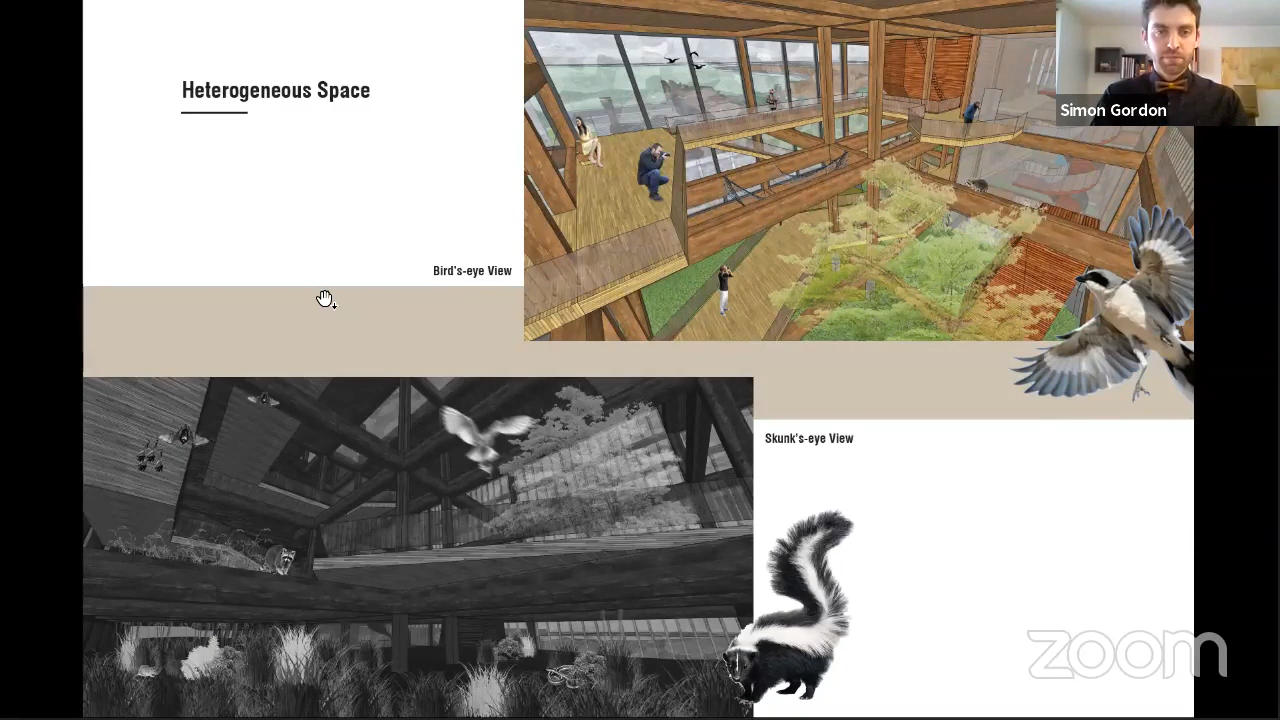 Heterogeneous Space
Simon Gordon
Bird's-eye View
Skunk's-eye View
zoom